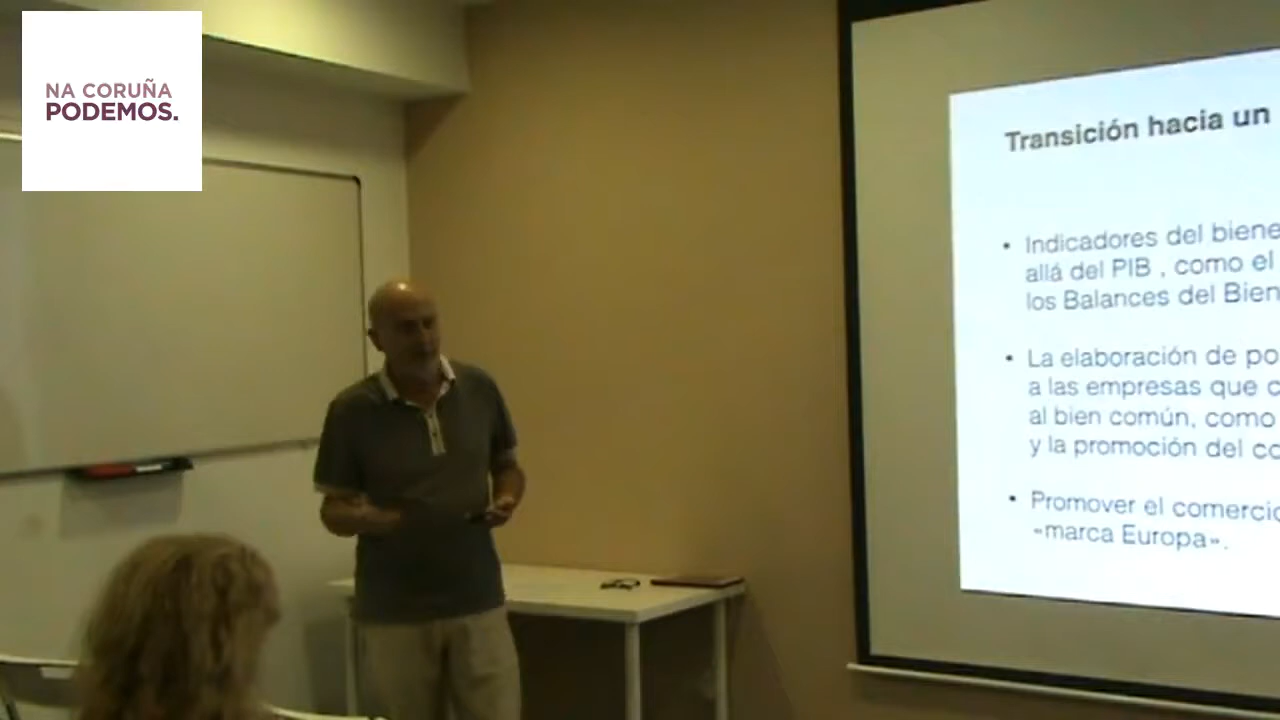 NA CORUÑA
PODEMOS.
Transición hacia un
• Indicadores del biene
allá del PIB , como el
los Balances del Bien
• La elaboración de po
a las empresas que c
al bien común, como
y la promoción del co
• Promover el comercio
«marca Europa».